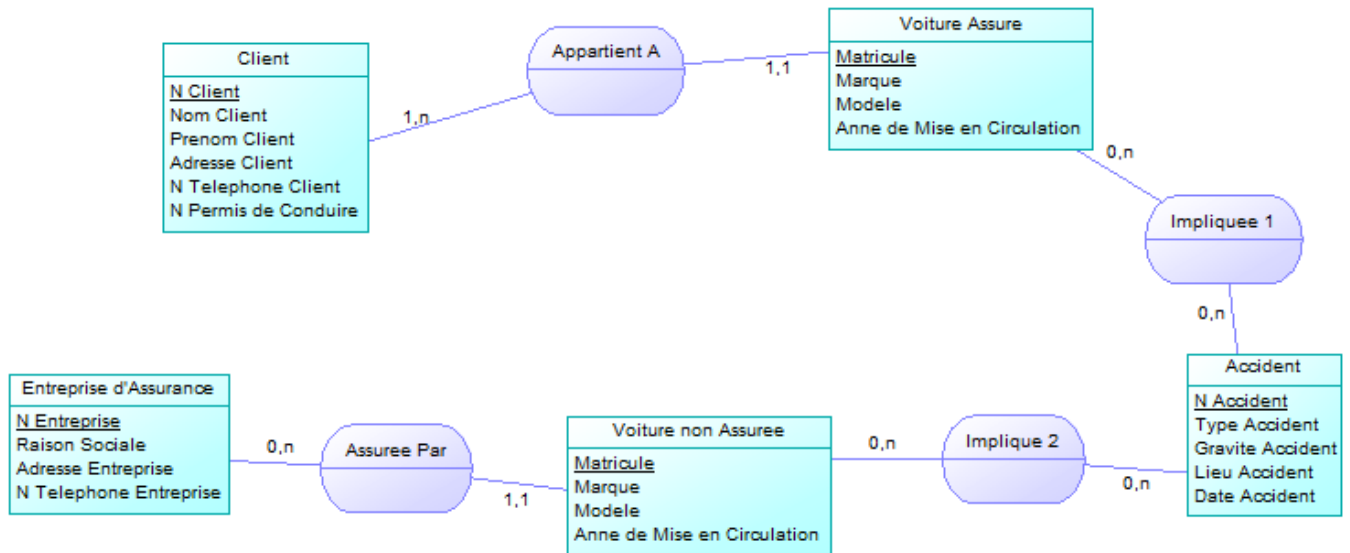 Client
N Client
Nom Client
Prenom Client
Adresse Client
N Telephone Client
N Permis de Conduire
1,n
Appartient A
1,1
Voiture Assure
Matricule
Marque
Modele
Anne de Mise en Circulation
0,n
Impliquee 1
0,n
Accident
N Accident
Type Accident
Gravite Accident
Lieu Accident
Date Accident
0,n
Implique 2
0,n
Voiture non Assuree
Matricule
Marque
Modele
Anne de Mise en Circulation
1,1
Assuree Par
0,n
Entreprise d'Assurance
N Entreprise
Raison Sociale
Adresse Entreprise
N Telephone Entreprise